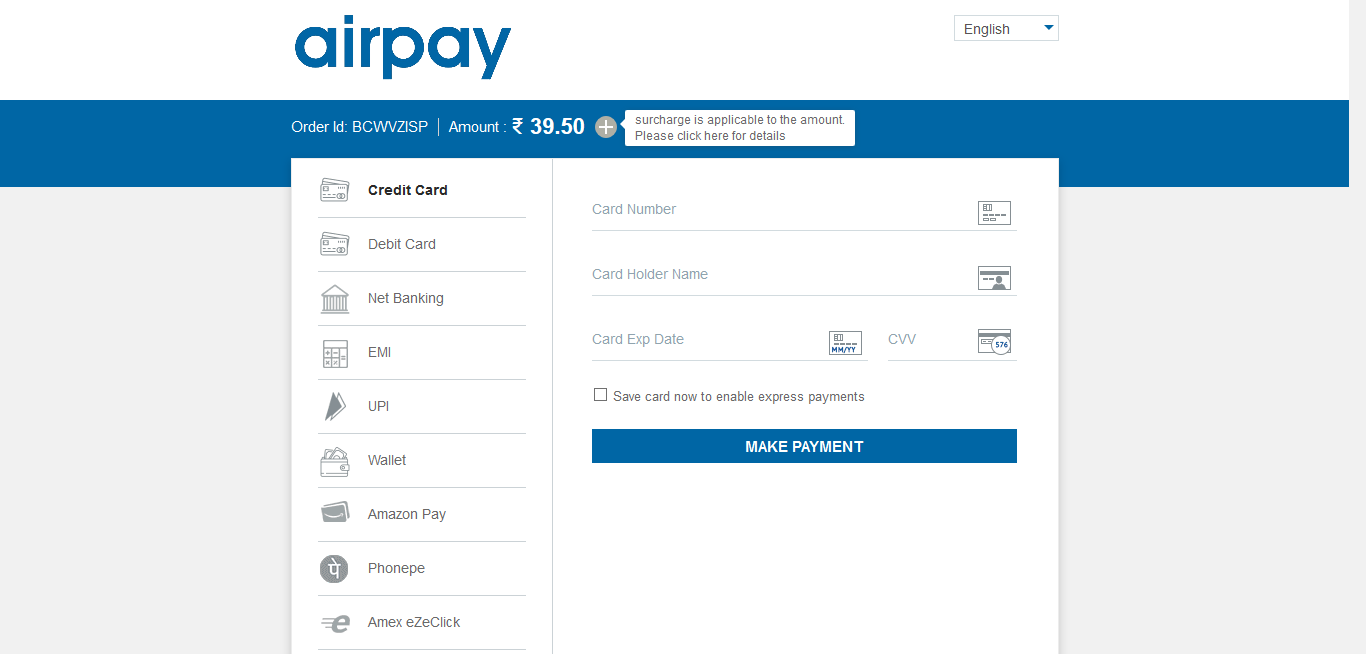 airpay
English
Order Id: BCWVZISP | Amount : ₹ 39.50
surcharge is applicable to the amount.
Please click here for details
Credit Card
Debit Card
Net Banking
EMI
UPI
Wallet
Amazon Pay
पे
Phonepe
e
Amex eZeClick
Card Number
Card Holder Name
Card Exp Date
MM/YY
CVV
576
Save card now to enable express payments
MAKE PAYMENT